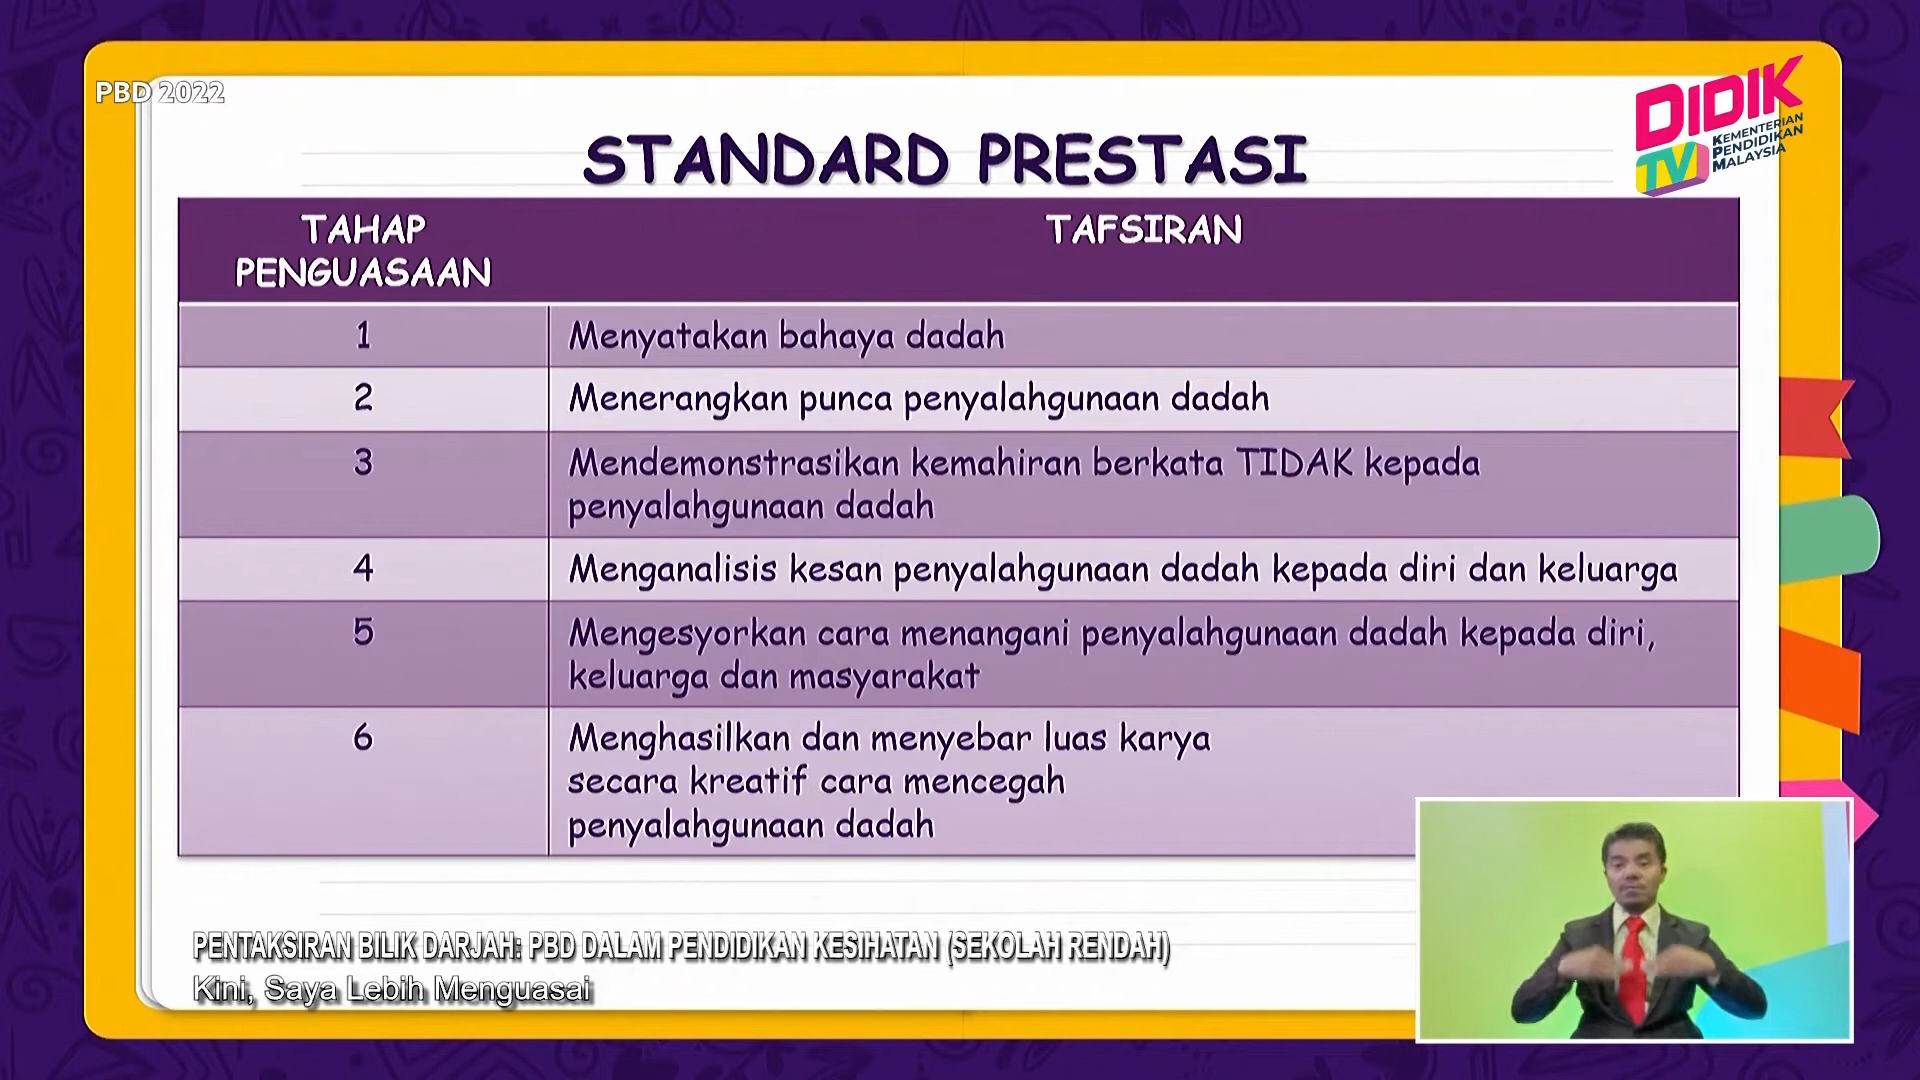 PBD 2022
DIDIK
TV
KEMENTERIAN
PENDIDIKAN
MALAYSIA
STANDARD PRESTASI
TAHAP
PENGUASAAN
TAFSIRAN
1
Menyatakan bahaya dadah
2
Menerangkan punca penyalahgunaan dadah
3
Mendemonstrasikan kemahiran berkata TIDAK kepada
penyalahgunaan dadah
4
Menganalisis kesan penyalahgunaan dadah kepada diri dan keluarga
5
Mengesyorkan cara menangani penyalahgunaan dadah kepada diri,
keluarga dan masyarakat
6
Menghasilkan dan menyebar luas karya
secara kreatif cara mencegah
penyalahgunaan dadah
PENTAKSIRAN BILIK DARJAH: PBD DALAM PENDIDIKAN KESIHATAN (SEKOLAH RENDAH)
Kini, Saya Lebih Menguasai